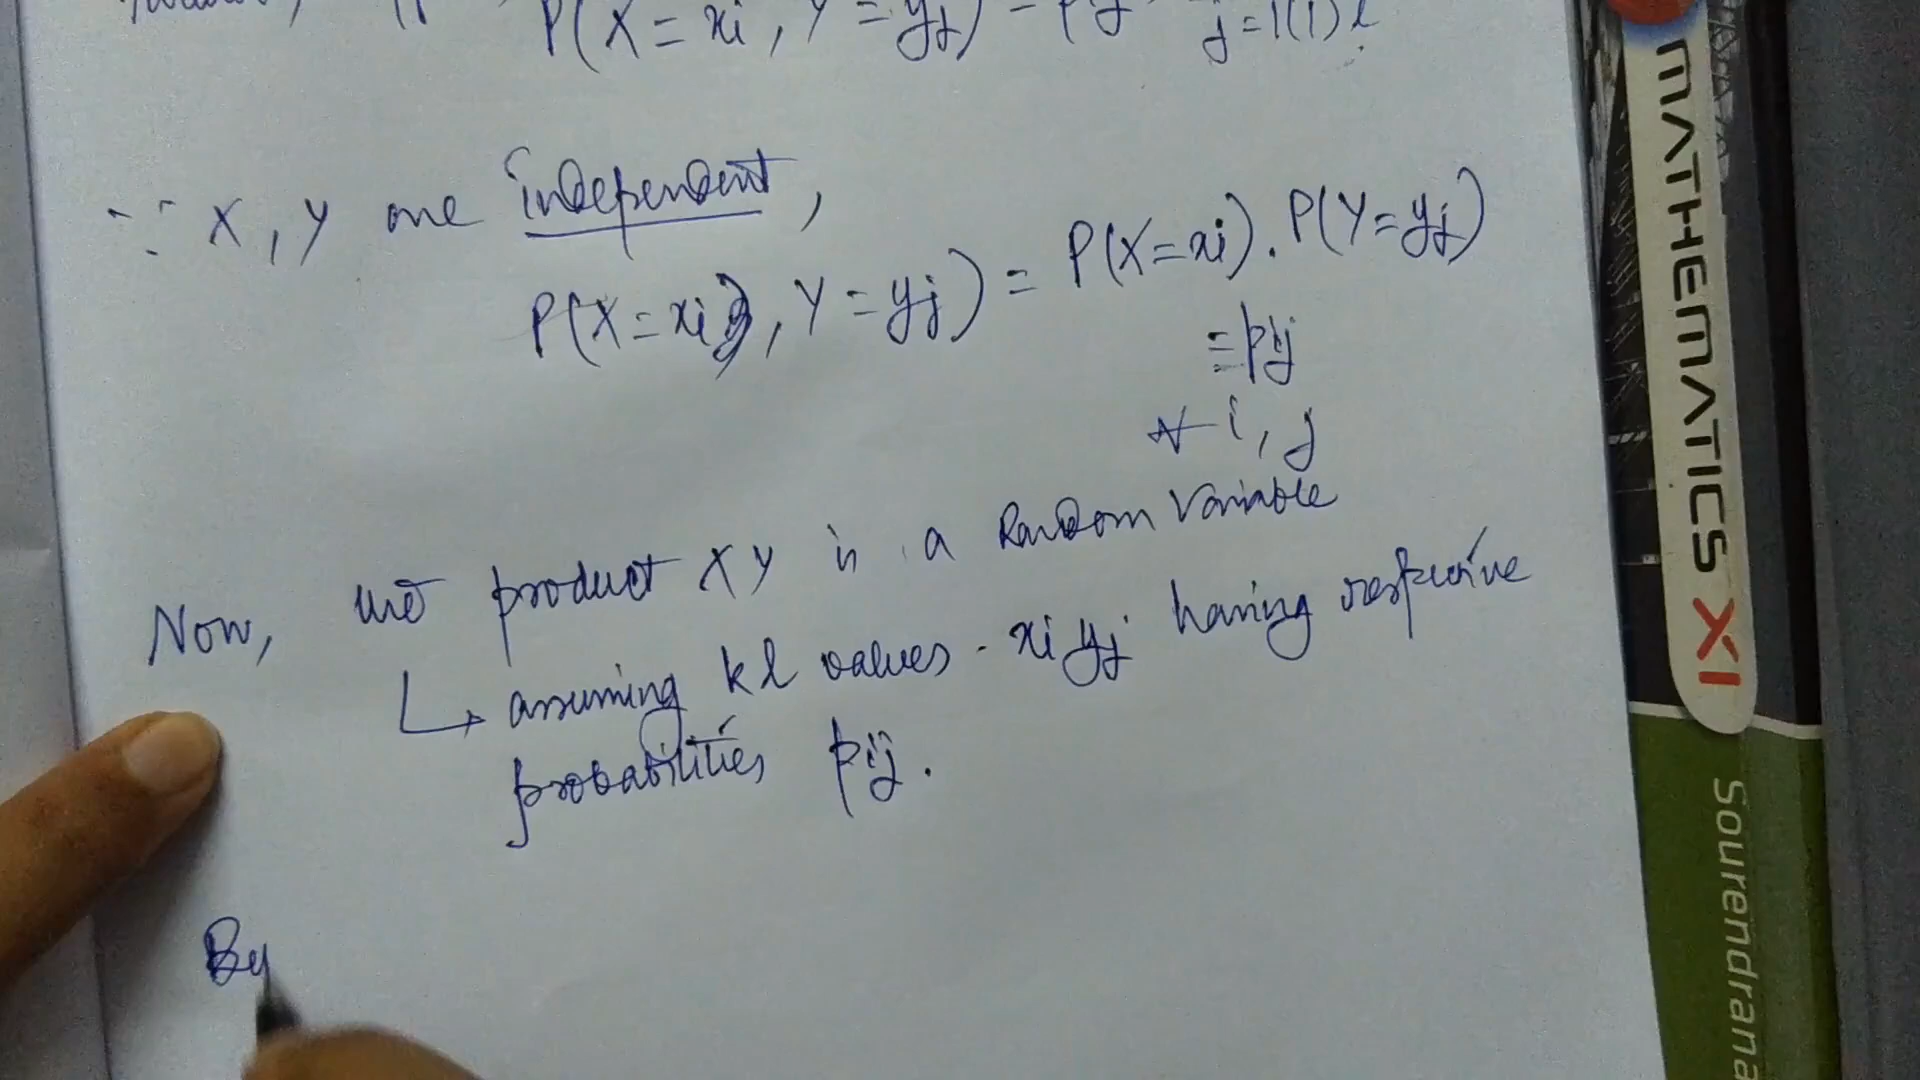 P(X = xi, Y = yj) = pij j = 1(1)l
∵ X, Y are independent,
P(X = xi, Y = yj) = P(X = xi). P(Y = yj)
= pij
∀ i, j
Now, the product XY is a Random Variable
↳ assuming kl values - xi yj having respective
probabilities pij.
By
MATHEMATICS XI
Sourendrana